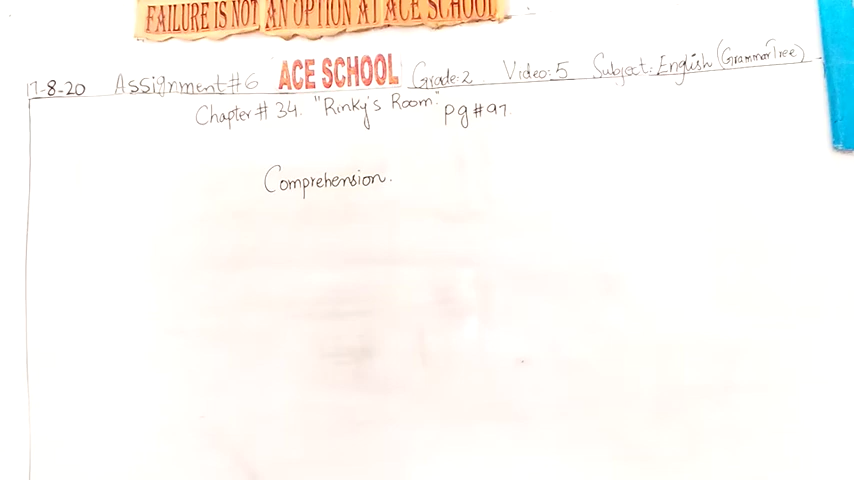 FAILURE IS NOT AN OPTION AT ACE SCHOOL
17-8-20 Assignment#6 ACE SCHOOL Grade:2 Video:5 Subject: English (GrammarTree)
Chapter# 34. "Rinky's Room." pg#97.
Comprehension.